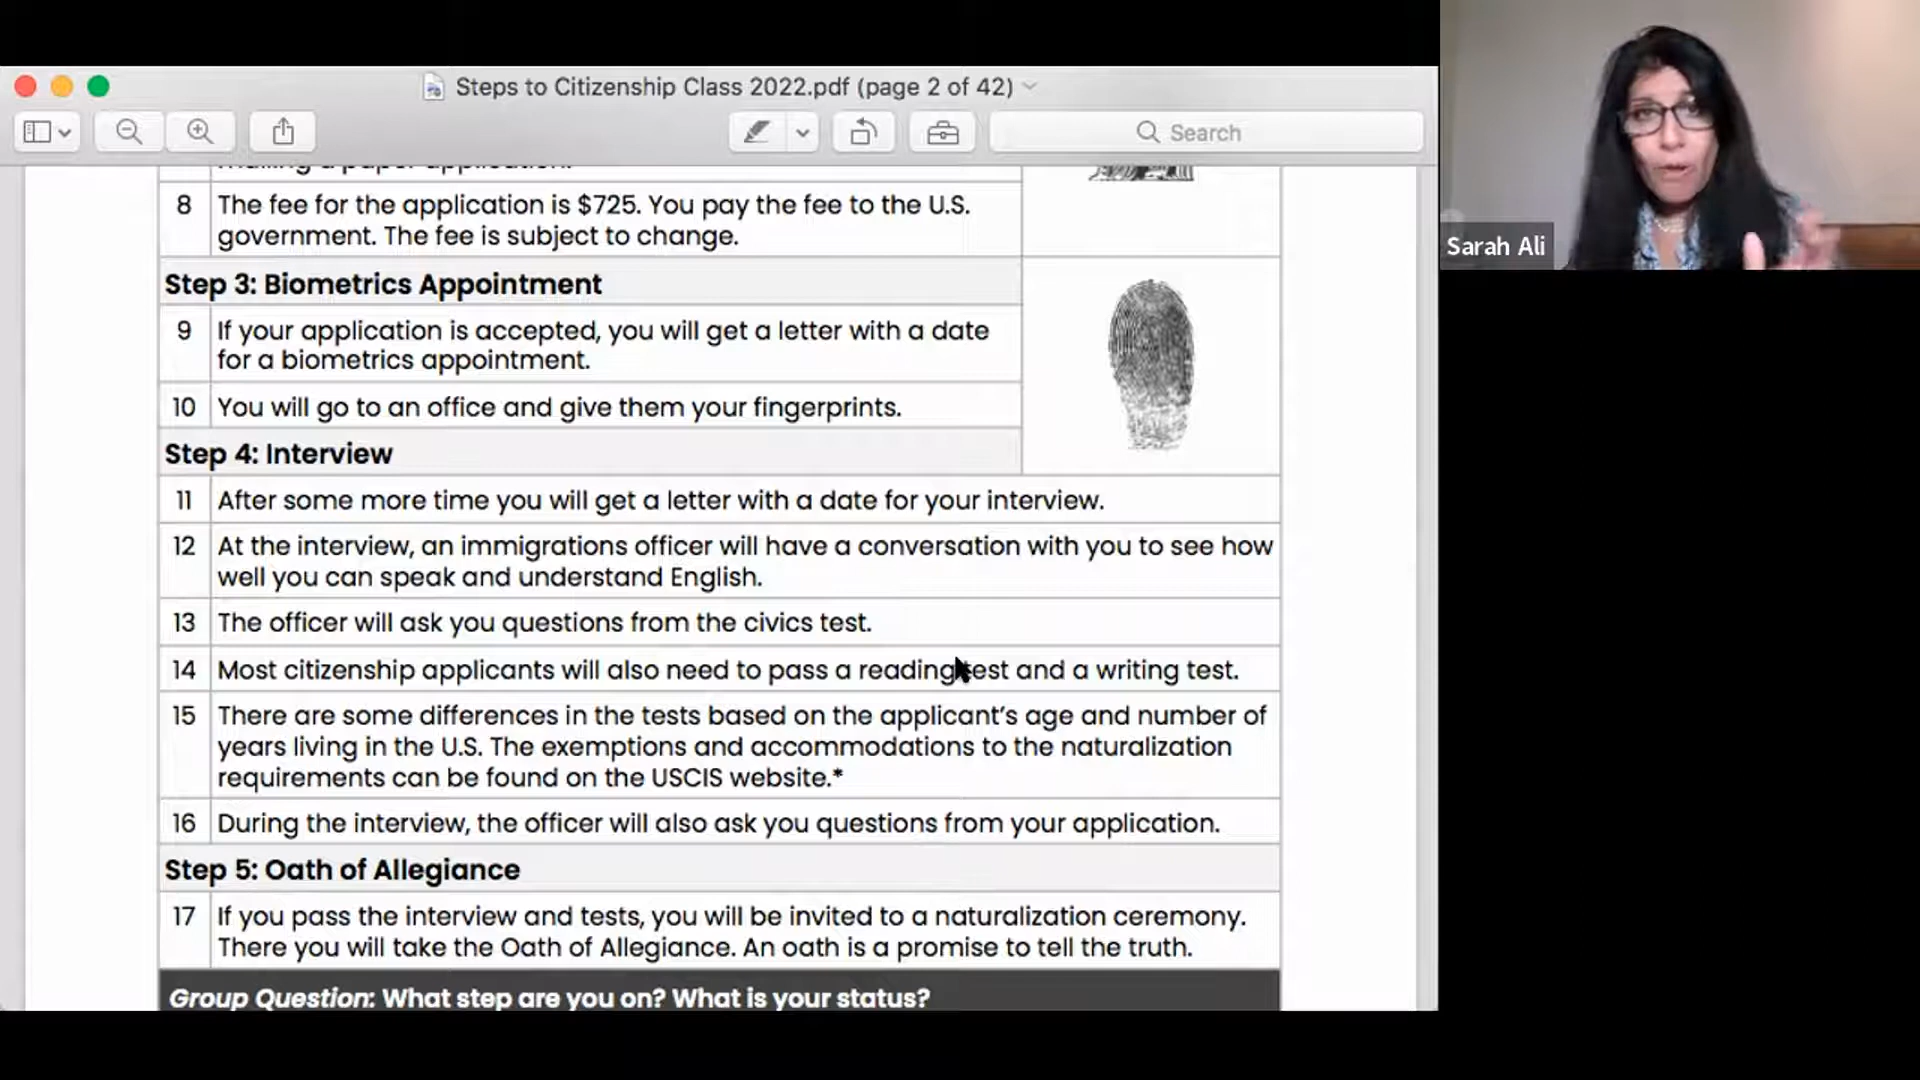 Steps to Citizenship Class 2022.pdf (page 2 of 42)
Search
Sarah Ali
mailing a paper application.
8 The fee for the application is $725. You pay the fee to the U.S.
government. The fee is subject to change.
Step 3: Biometrics Appointment
9 If your application is accepted, you will get a letter with a date
for a biometrics appointment.
10 You will go to an office and give them your fingerprints.
Step 4: Interview
11 After some more time you will get a letter with a date for your interview.
12 At the interview, an immigrations officer will have a conversation with you to see how
well you can speak and understand English.
13 The officer will ask you questions from the civics test.
14 Most citizenship applicants will also need to pass a reading test and a writing test.
15 There are some differences in the tests based on the applicant's age and number of
years living in the U.S. The exemptions and accommodations to the naturalization
requirements can be found on the USCIS website.*
16 During the interview, the officer will also ask you questions from your application.
Step 5: Oath of Allegiance
17 If you pass the interview and tests, you will be invited to a naturalization ceremony.
There you will take the Oath of Allegiance. An oath is a promise to tell the truth.
Group Question: What step are you on? What is your status?